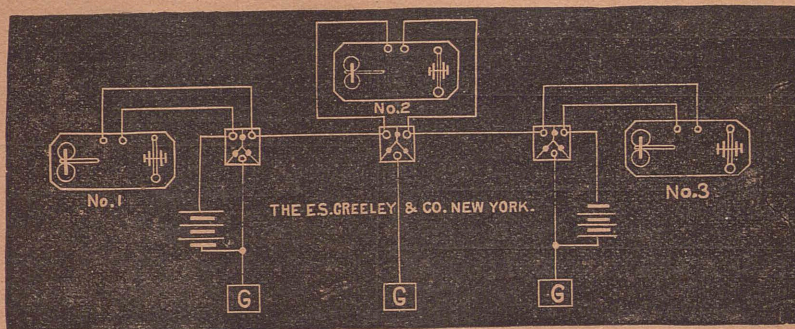 No.2
No.1
No.3
THE E.S. GREELEY & CO. NEW YORK.
G
G
G